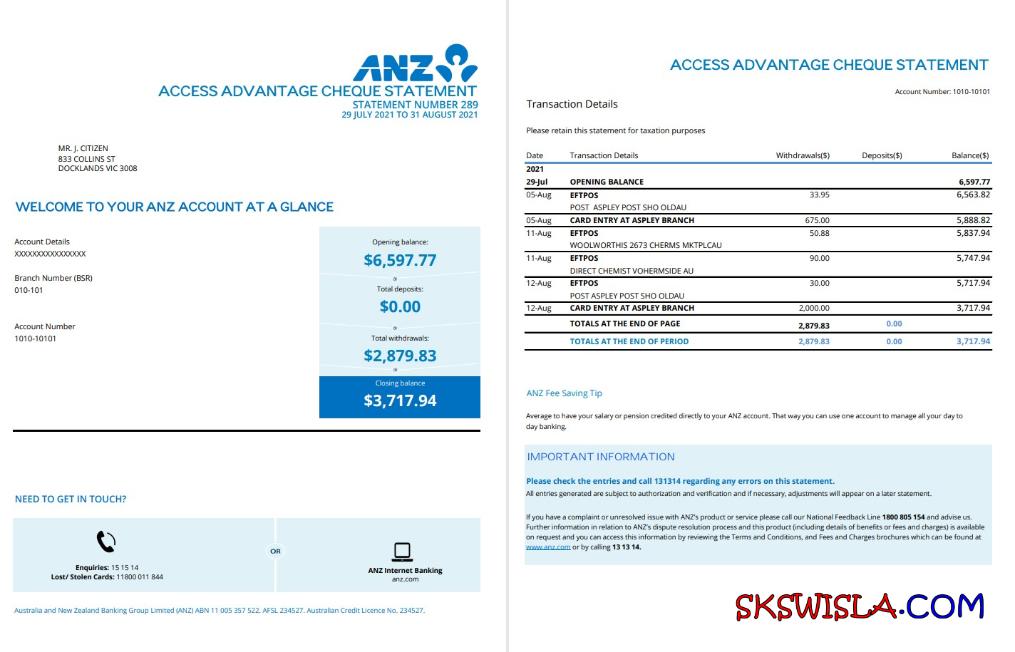 ANZ
ACCESS ADVANTAGE CHEQUE STATEMENT
STATEMENT NUMBER 289
29 JULY 2021 TO 31 AUGUST 2021
MR. J. CITIZEN
833 COLLINS ST
DOCKLANDS VIC 3008
WELCOME TO YOUR ANZ ACCOUNT AT A GLANCE
Account Details
XXXXXXXXXXXXXXXX
Branch Number (BSR)
010-101
Account Number
1010-10101
Opening balance:
$6,597.77
Total deposits:
$0.00
Total withdrawals:
$2,879.83
Closing balance
$3,717.94
NEED TO GET IN TOUCH?
Enquiries: 15 15 14
Lost/ Stolen Cards: 11800 011 844
OR
ANZ Internet Banking
anz.com
Australia and New Zealand Banking Group Limited (ANZ) ABN 11 005 357 522. AFSL 234527. Australian Credit Licence No. 234527,
ACCESS ADVANTAGE CHEQUE STATEMENT
Account Number: 1010-10101
Transaction Details
Please retain this statement for taxation purposes
Date Transaction Details Withdrawals($) Deposits($) Balance($)
2021
29-Jul OPENING BALANCE 6,597.77
05-Aug EFTPOS 33.95 6,563.82
POST ASPLEY POST SHO OLDAU
05-Aug CARD ENTRY AT ASPLEY BRANCH 675.00 5,888.82
11-Aug EFTPOS 50.88 5,837.94
WOOLWORTHIS 2673 CHERMS MKTPLCAU
11-Aug EFTPOS 90.00 5,747.94
DIRECT CHEMIST VOHERMSIDE AU
12-Aug EFTPOS 30.00 5,717.94
POST ASPLEY POST SHO OLDAU
12-Aug CARD ENTRY AT ASPLEY BRANCH 2,000.00 3,717.94
TOTALS AT THE END OF PAGE 2,879.83 0.00
TOTALS AT THE END OF PERIOD 2,879.83 0.00 3,717.94
ANZ Fee Saving Tip
Average to have your salary or pension credited directly to your ANZ account. That way you can use one account to manage all your day to
day banking.
IMPORTANT INFORMATION
Please check the entries and call 131314 regarding any errors on this statement.
All entries generated are subject to authorization and verification and if necessary, adjustments will appear on a later statement.
If you have a complaint or unresolved issue with ANZ's product or service please call our National Feedback Line 1800 805 154 and advise us.
Further information in relation to ANZ's dispute resolution process and this product (including details of benefits or fees and charges) is available
on request and you can access this information by reviewing the Terms and Conditions, and Fees and Charges brochures which can be found at
www.anz.com or by calling 13 13 14.
SKSWISLA.COM